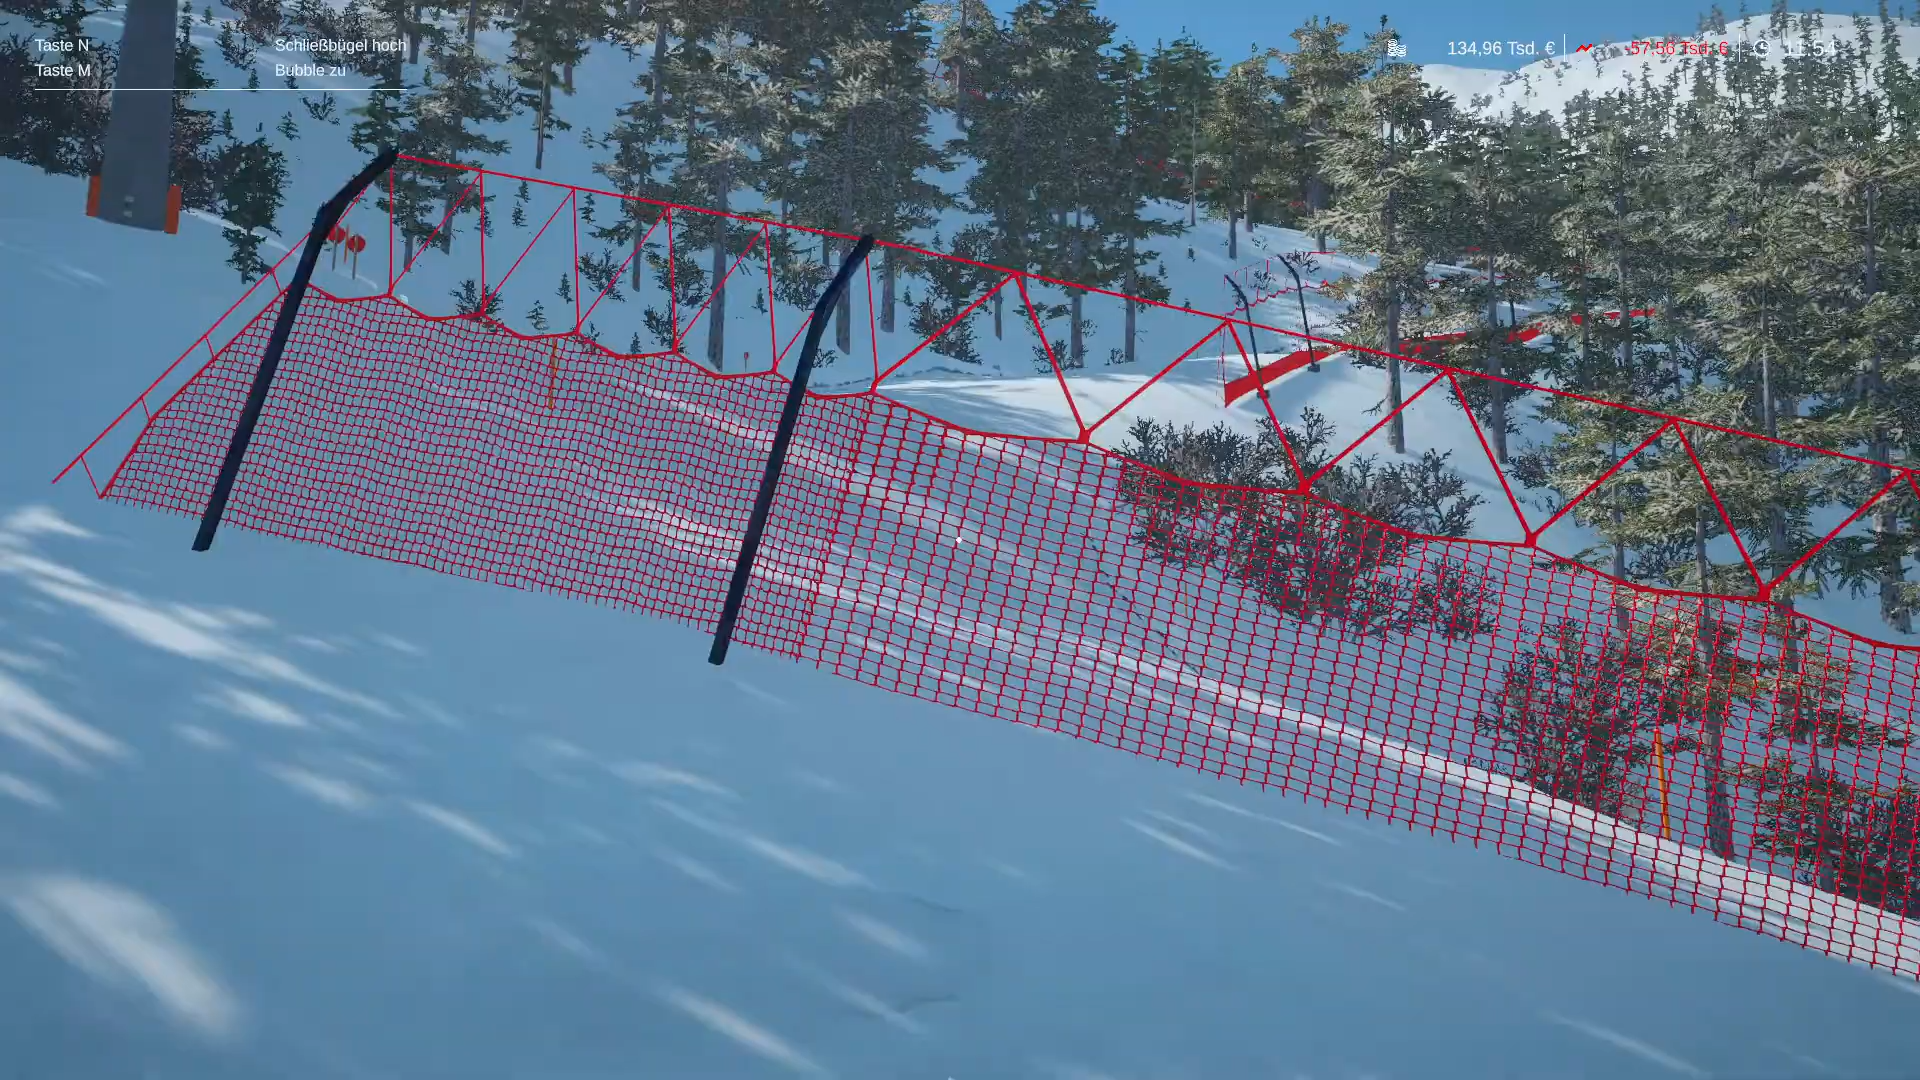 Taste N Schließbügel hoch
Taste M Bubble zu
134,96 Tsd. € -57,56 Tsd. € 11:54